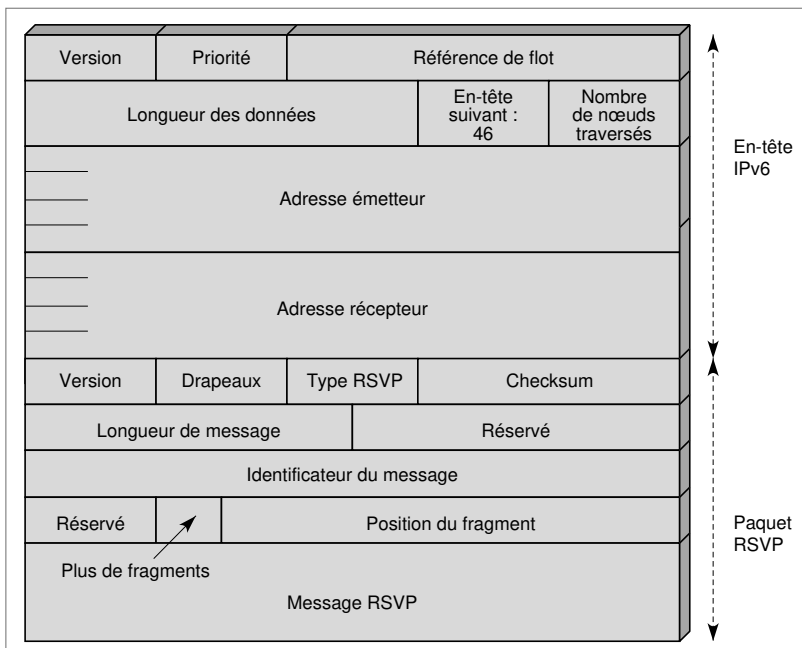 Version
Priorité
Référence de flot
Longueur des données
En-tête
suivant :
46
Nombre
de nœuds
traversés
En-tête
IPv6
Adresse émetteur
Adresse récepteur
Version
Drapeaux
Type RSVP
Checksum
Longueur de message
Réservé
Identificateur du message
Réservé
Position du fragment
Plus de fragments
Paquet
RSVP
Message RSVP